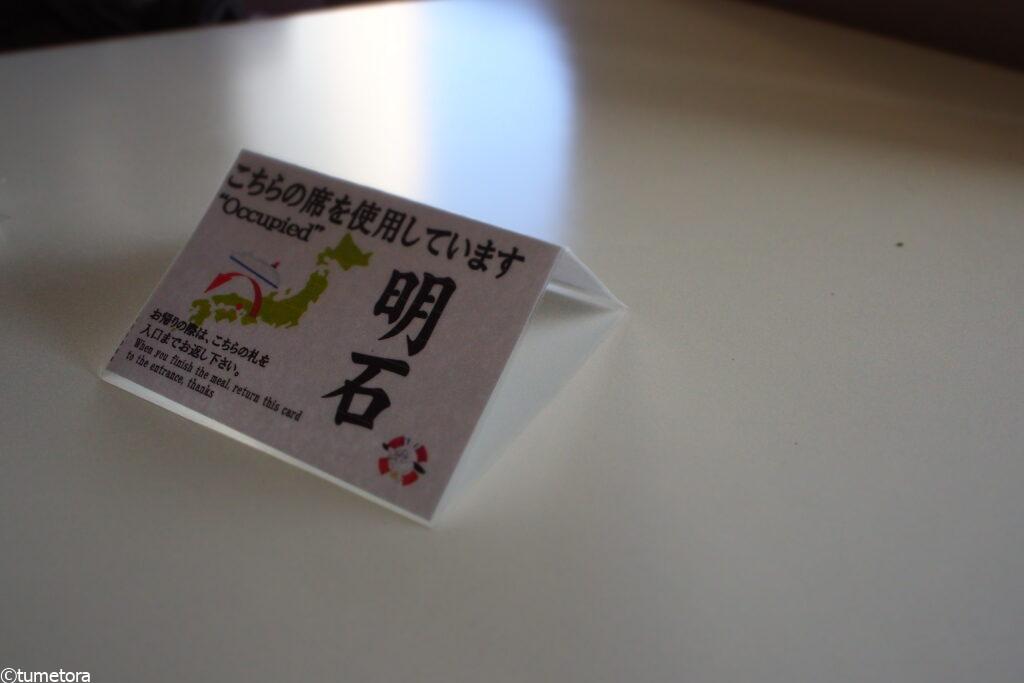 こちらの席を使用しています
“Occupied”
明石
お帰りの際は、こちらの札を
入口までお返し下さい。
When you finish the meal, return this card
to the entrance, thanks
©tumetora